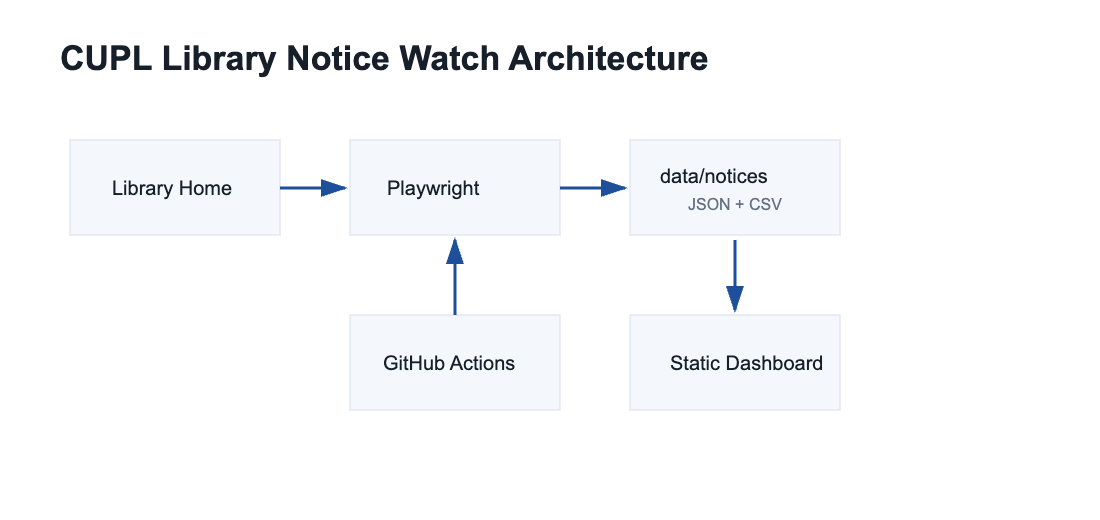 CUPL Library Notice Watch Architecture
Library Home
Playwright
data/notices
JSON + CSV
GitHub Actions
Static Dashboard